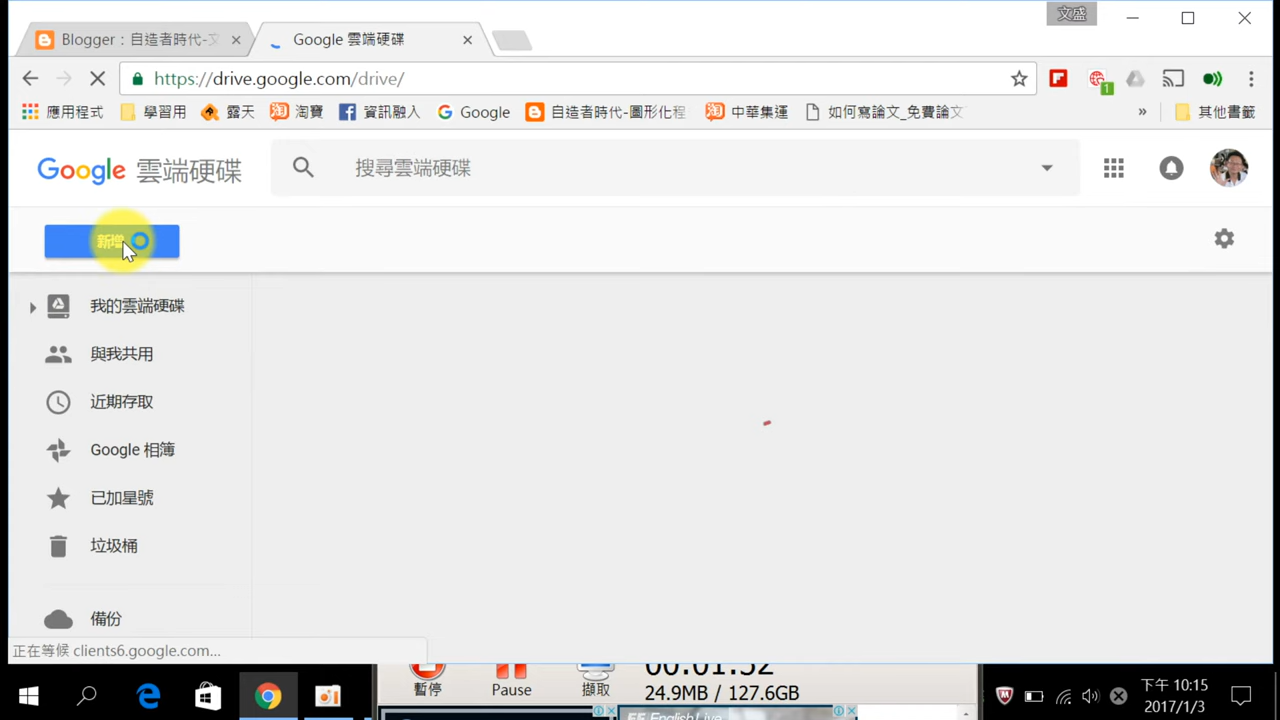 文盛
Blogger：自造者時代-文
Google 雲端硬碟
https://drive.google.com/drive/
應用程式 學習用 露天 淘寶 資訊融入 Google 自造者時代-圖形化程 中華集運 如何寫論文_免費論文 » 其他書籤
1
Google 雲端硬碟
搜尋雲端硬碟
新增
我的雲端硬碟
與我共用
近期存取
Google 相簿
已加星號
垃圾桶
備份
正在等候 clients6.google.com...
00:01:32
暫停 Pause 擷取 24.9MB / 127.6GB
EF English Live
下午 10:15
2017/1/3